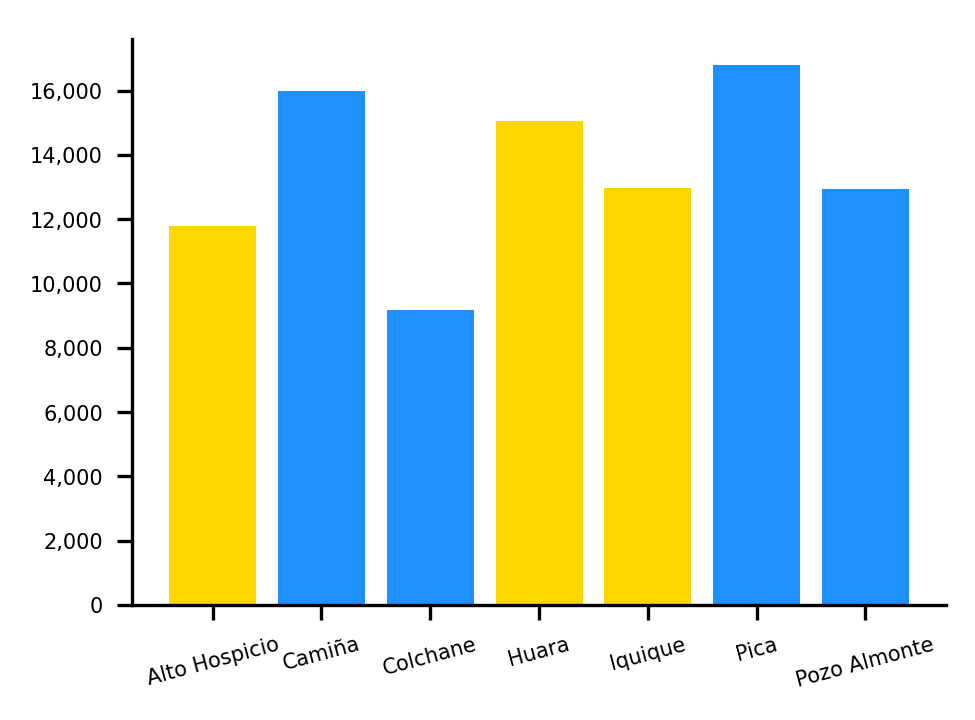 16,000
14,000
12,000
10,000
8,000
6,000
4,000
2,000
0
Alto Hospicio
Camiña
Colchane
Huara
Iquique
Pica
Pozo Almonte